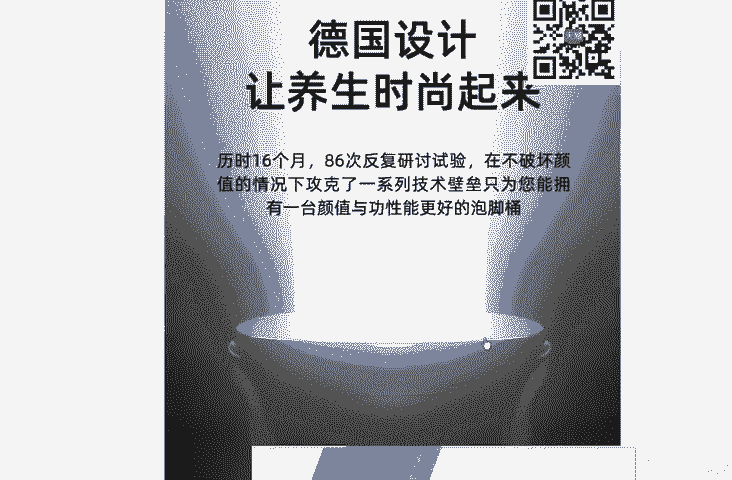 德国设计
让养生时尚起来
历时16个月，86次反复研讨试验，在不破坏颜
值的情况下攻克了一系列技术壁垒只为您能拥
有一台颜值与功性能更好的泡脚桶